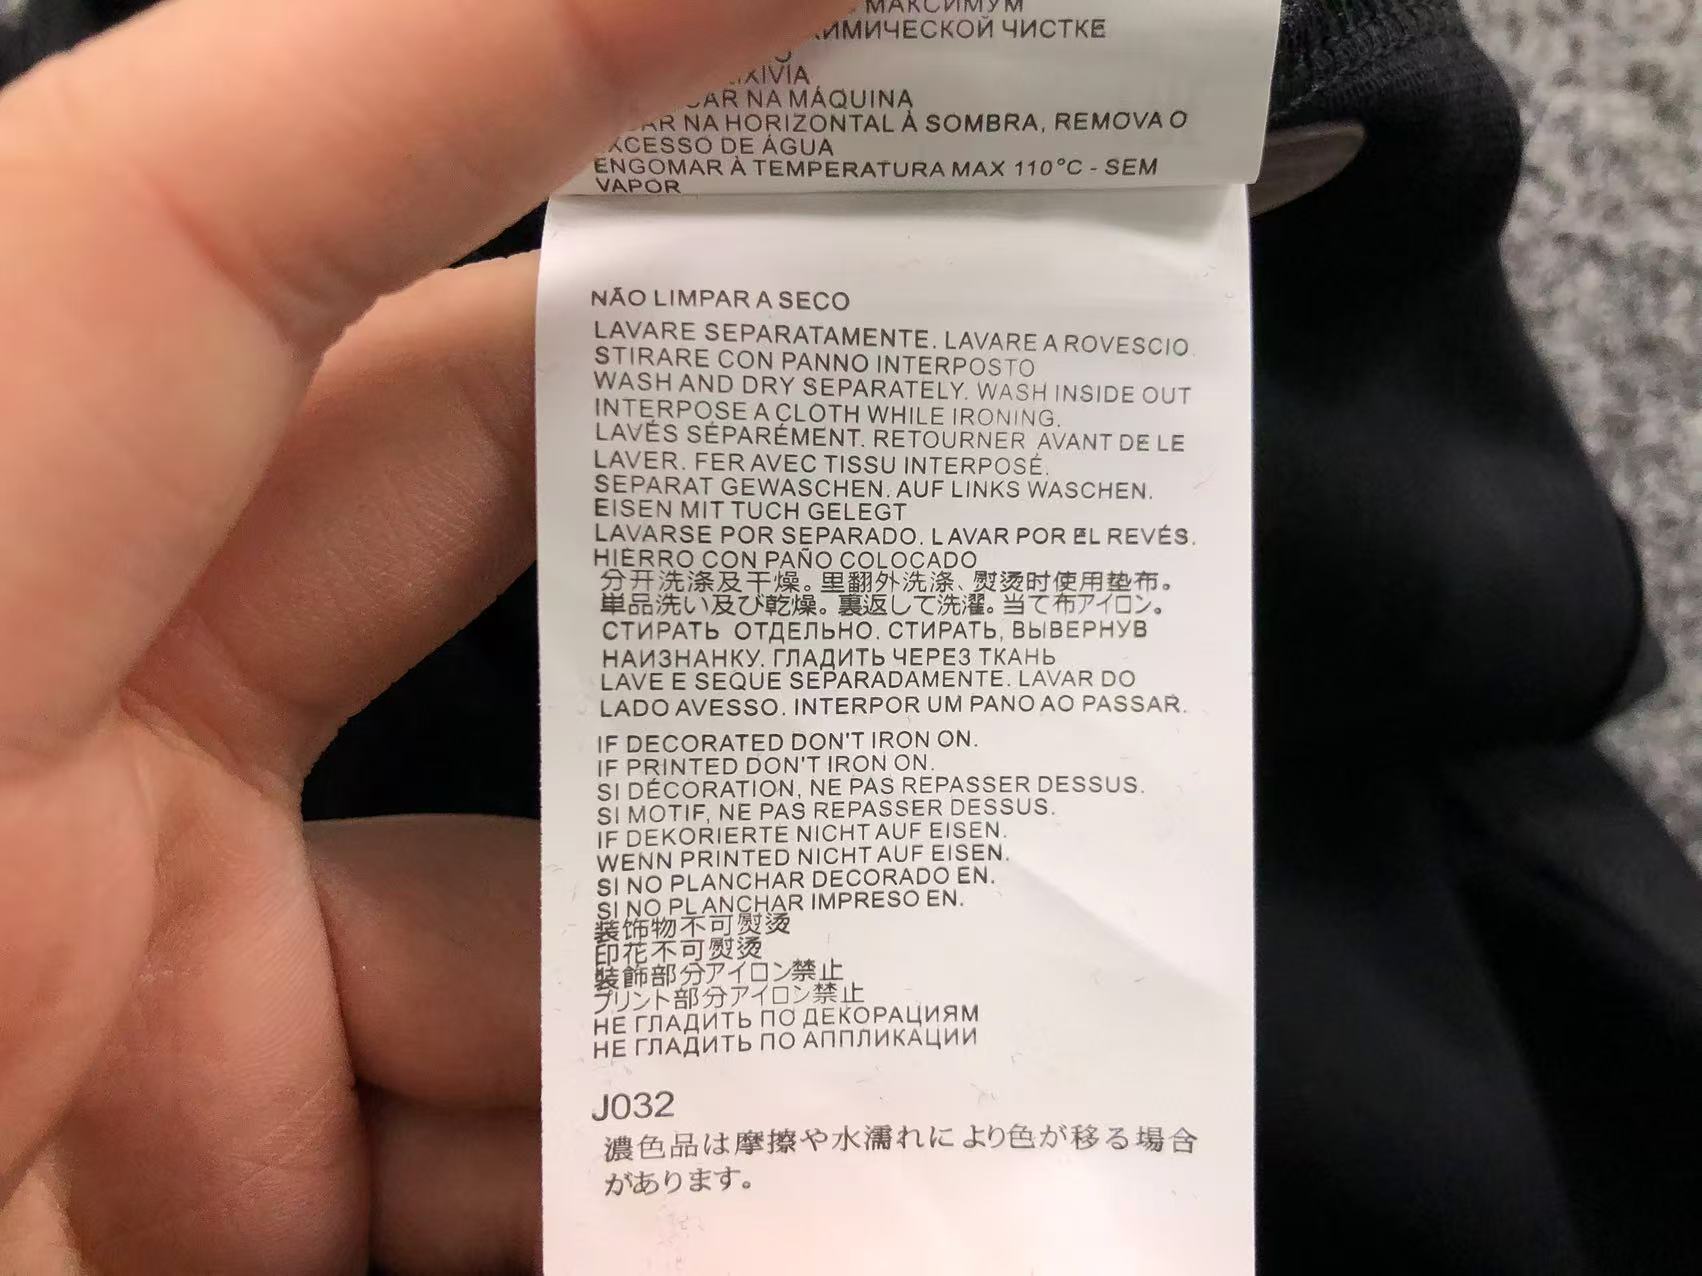 МАКСИМУМ
ХИМИЧЕСКОЙ ЧИСТКЕ
NA MÁQUINA
NA HORIZONTAL À SOMBRA, REMOVA O
EXCESSO DE ÁGUA
ENGOMAR À TEMPERATURA MAX 110°C - SEM
VAPOR
NÃO LIMPAR A SECO
LAVARE SEPARATAMENTE. LAVARE A ROVESCIO.
STIRARE CON PANNO INTERPOSTO
WASH AND DRY SEPARATELY. WASH INSIDE OUT
INTERPOSE A CLOTH WHILE IRONING.
LAVÉS SÉPARÉMENT. RETOURNER AVANT DE LE
LAVER. FER AVEC TISSU INTERPOSÉ.
SEPARAT GEWASCHEN. AUF LINKS WASCHEN.
EISEN MIT TUCH GELEGT
LAVARSE POR SEPARADO. LAVAR POR EL REVÉS.
HIERRO CON PAÑO COLOCADO
分开洗涤及干燥。里翻外洗涤、熨烫时使用垫布。
単品洗い及び乾燥。裏返して洗濯。当て布アイロン。
СТИРАТЬ ОТДЕЛЬНО. СТИРАТЬ, ВЫВЕРНУВ
НАИЗНАНКУ. ГЛАДИТЬ ЧЕРЕЗ ТКАНЬ
LAVE E SEQUE SEPARADAMENTE. LAVAR DO
LADO AVESSO. INTERPOR UM PANO AO PASSAR.
IF DECORATED DON'T IRON ON.
IF PRINTED DON'T IRON ON.
SI DÉCORATION, NE PAS REPASSER DESSUS.
SI MOTIF, NE PAS REPASSER DESSUS.
IF DEKORIERTE NICHT AUF EISEN.
WENN PRINTED NICHT AUF EISEN.
SI NO PLANCHAR DECORADO EN.
SI NO PLANCHAR IMPRESO EN.
装饰物不可熨烫
印花不可熨烫
装飾部分アイロン禁止
プリント部分アイロン禁止
НЕ ГЛАДИТЬ ПО ДЕКОРАЦИЯМ
НЕ ГЛАДИТЬ ПО АППЛИКАЦИИ
J032
濃色品は摩擦や水濡れにより色が移る場合
があります。